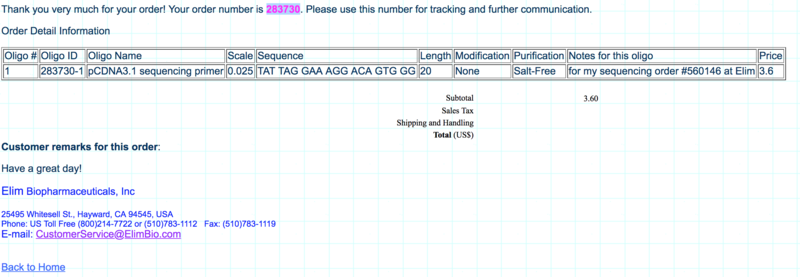 Thank you very much for your order! Your order number is 283730. Please use this number for tracking and further communication.
Order Detail Information
Oligo # Oligo ID Oligo Name Scale Sequence Length Modification Purification Notes for this oligo Price
1 283730-1 pCDNA3.1 sequencing primer 0.025 TAT TAG GAA AGG ACA GTG GG 20 None Salt-Free for my sequencing order #560146 at Elim 3.6
Subtotal 3.60
Sales Tax
Shipping and Handling
Total (US$)
Customer remarks for this order:
Have a great day!
Elim Biopharmaceuticals, Inc
25495 Whitesell St., Hayward, CA 94545, USA
Phone: US Toll Free (800)214-7722 or (510)783-1112 Fax: (510)783-1119
E-mail: CustomerService@ElimBio.com
Back to Home